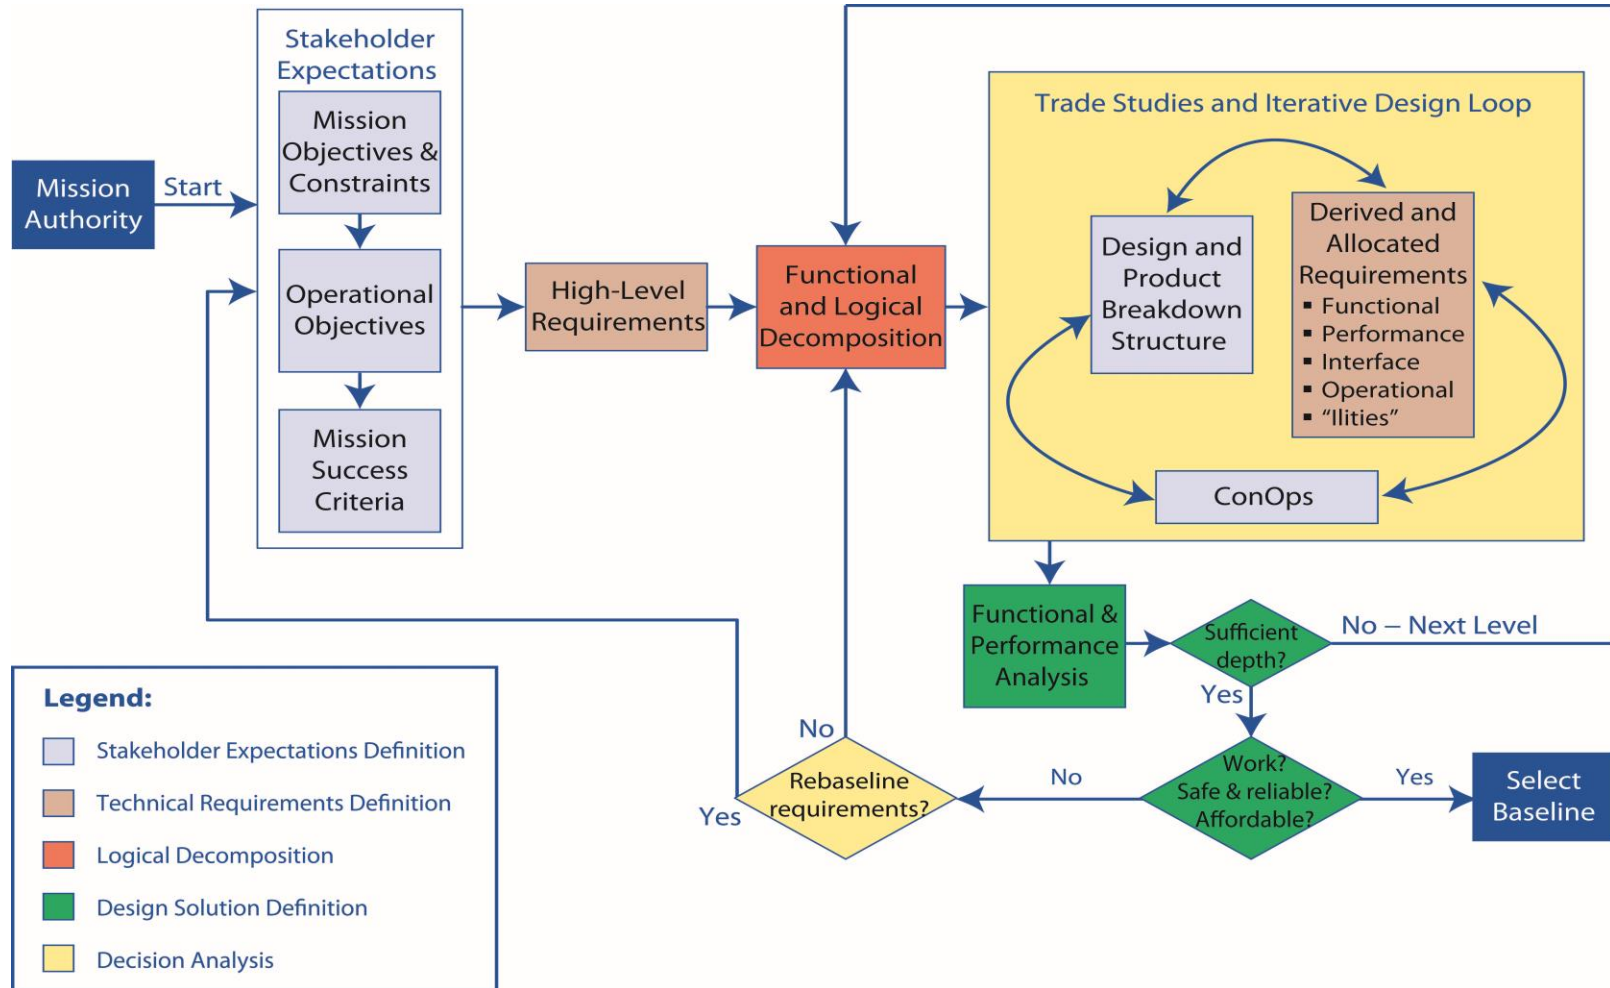 Mission
Authority
Start
Stakeholder
Expectations
Mission
Objectives &
Constraints
Operational
Objectives
Mission
Success
Criteria
High-Level
Requirements
Functional
and Logical
Decomposition
Trade Studies and Iterative Design Loop
Design and
Product
Breakdown
Structure
Derived and
Allocated
Requirements
▪ Functional
▪ Performance
▪ Interface
▪ Operational
▪ “Ilities”
ConOps
Functional &
Performance
Analysis
Sufficient
depth?
No – Next Level
Yes
Work?
Safe & reliable?
Affordable?
Yes
Select
Baseline
No
Rebaseline
requirements?
No
Yes
Legend:
Stakeholder Expectations Definition
Technical Requirements Definition
Logical Decomposition
Design Solution Definition
Decision Analysis